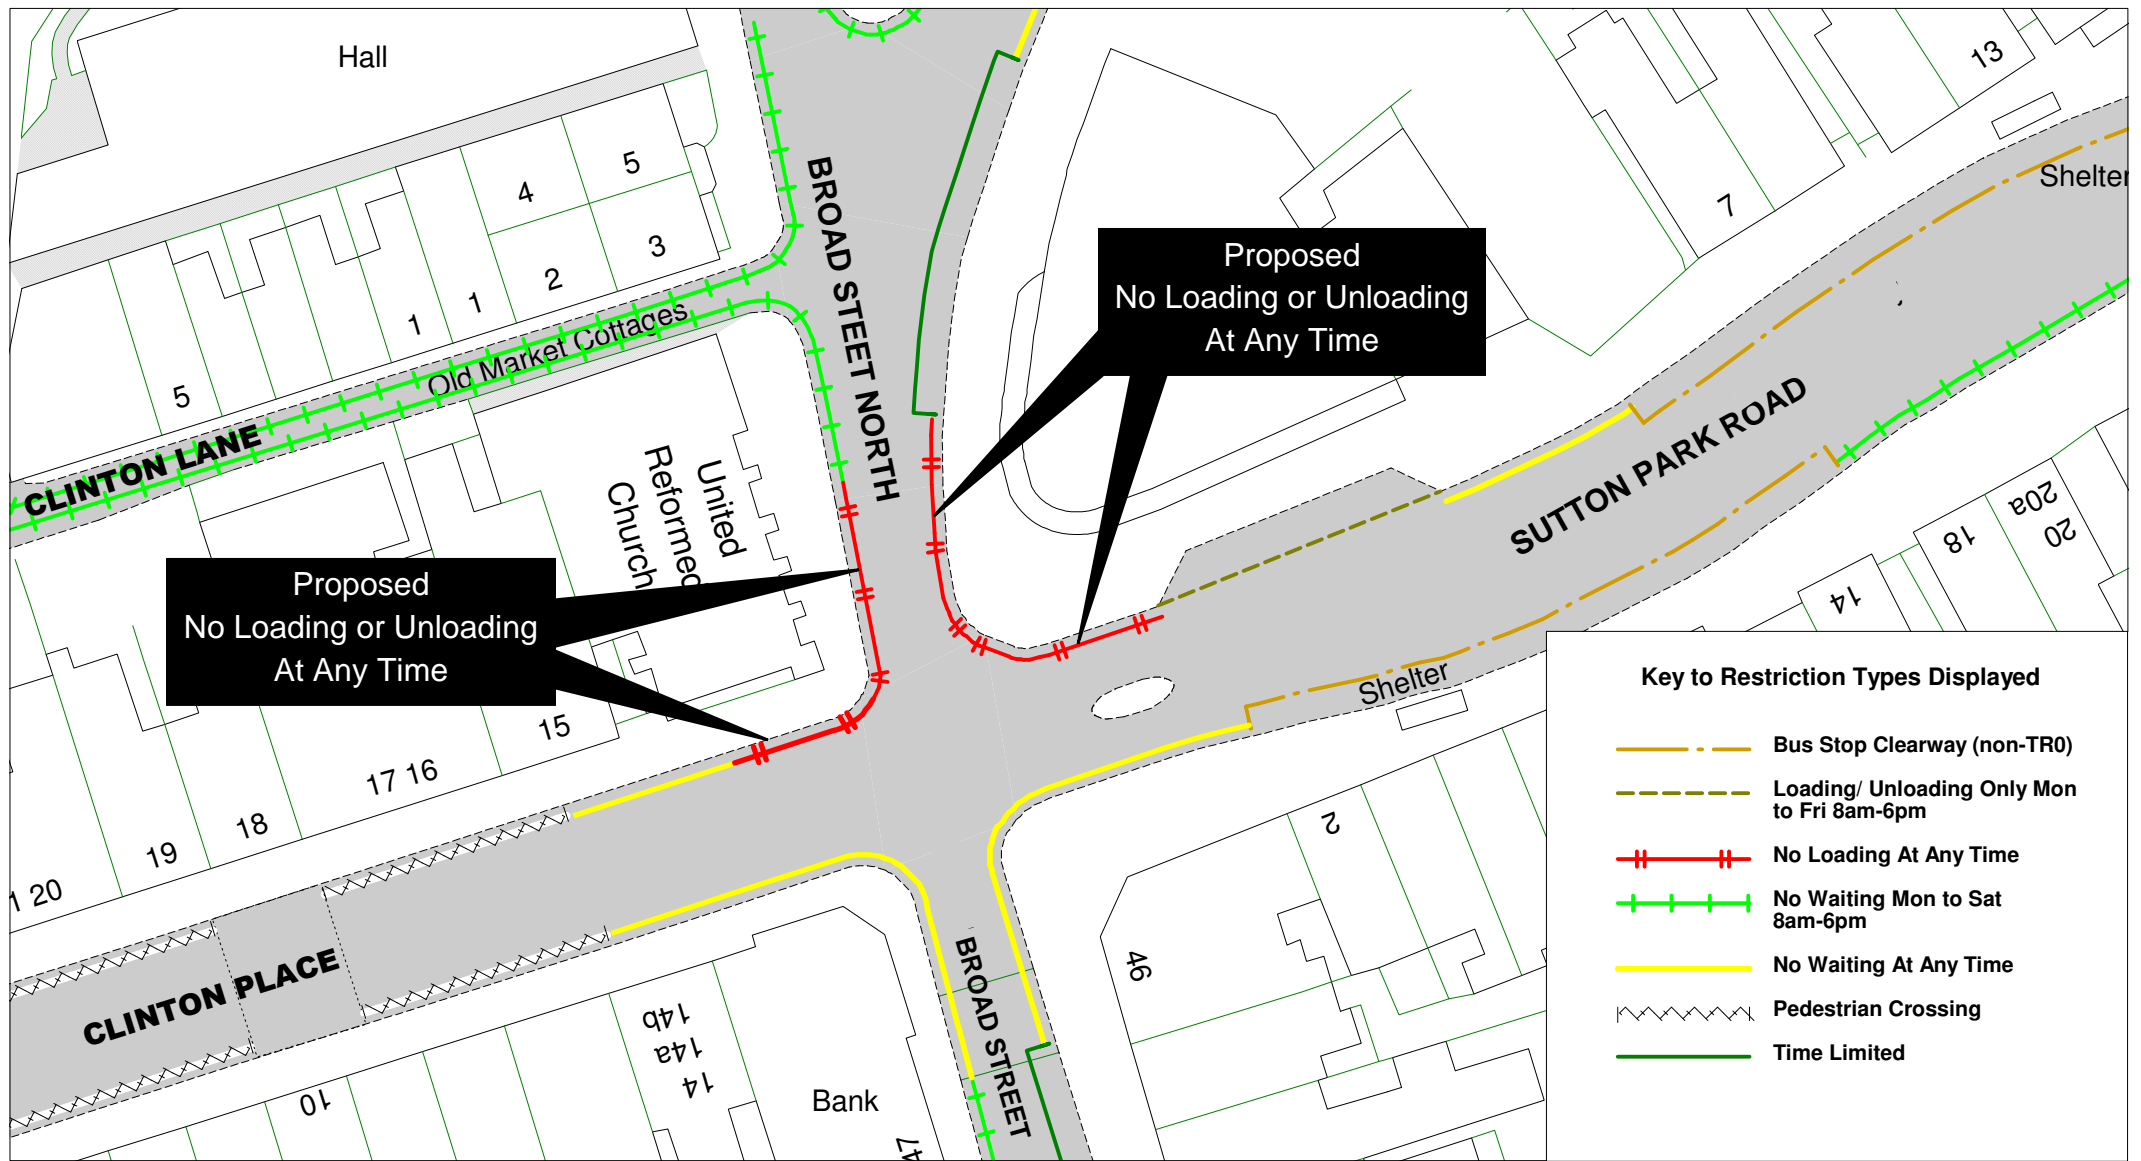 Hall
13
Shelter
4
5
7
3
2
1
1
5
BROAD STEET NORTH
Proposed
No Loading or Unloading
At Any Time
Old Market Cottages
CLINTON LANE
United
Reformed
Church
SUTTON PARK ROAD
20a
20
18
14
Proposed
No Loading or Unloading
At Any Time
Shelter
15
17 16
18
19
1 20
2
46
CLINTON PLACE
BROAD STREET
14b
14a
14
10
Bank
47
Key to Restriction Types Displayed
Bus Stop Clearway (non-TR0)
Loading/ Unloading Only Mon
to Fri 8am-6pm
No Loading At Any Time
No Waiting Mon to Sat
8am-6pm
No Waiting At Any Time
Pedestrian Crossing
Time Limited